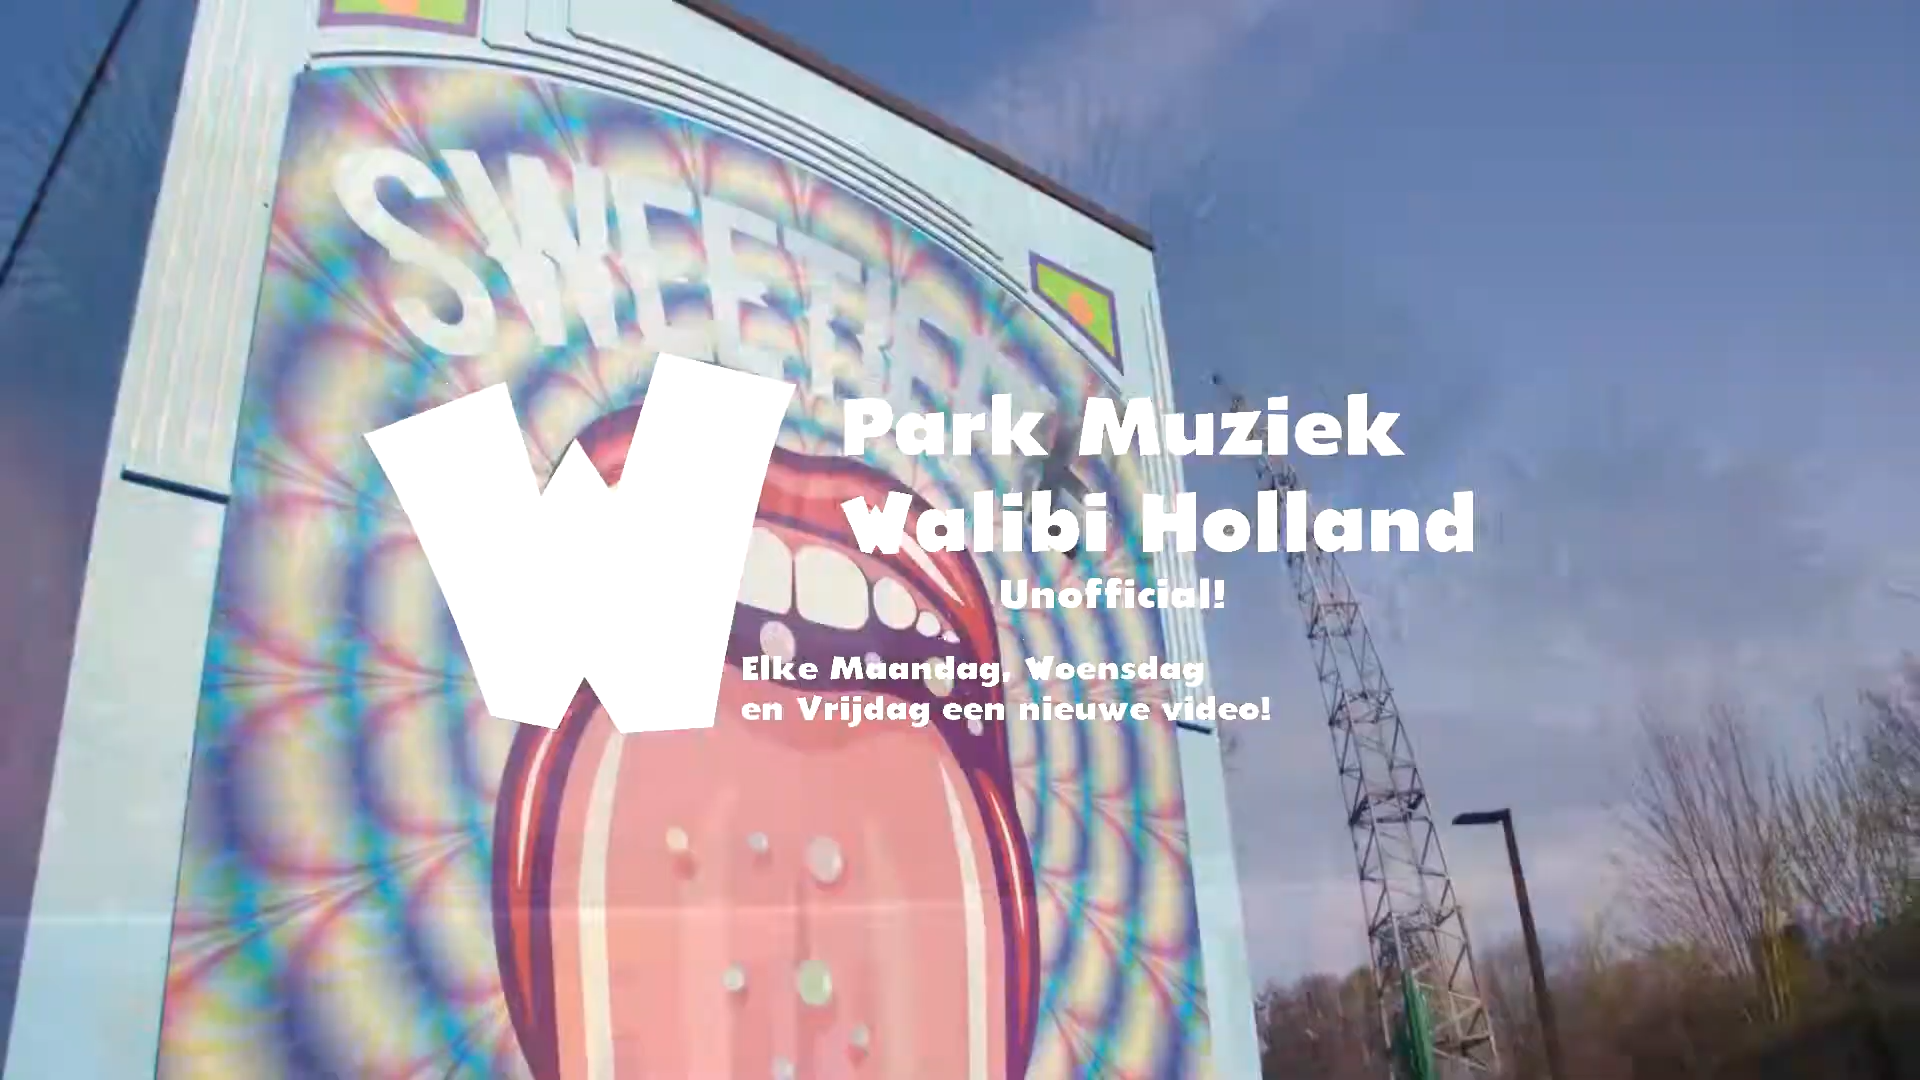 W
Park Muziek
Walibi Holland
Unofficial!
Elke Maandag, Woensdag
en Vrijdag een nieuwe video!